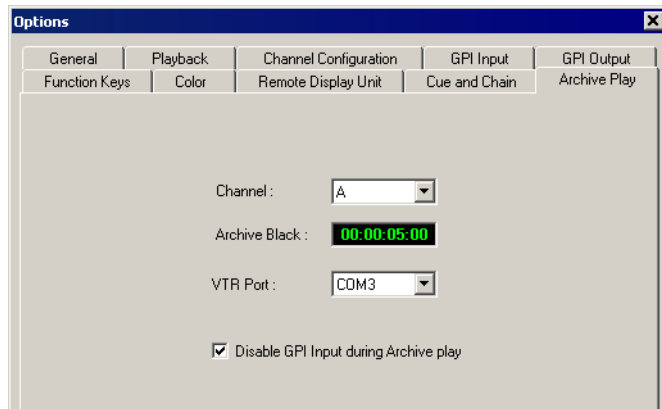 Options
General Playback Channel Configuration GPI Input GPI Output
Function Keys Color Remote Display Unit Cue and Chain Archive Play
Channel : A
Archive Black : 00:00:05:00
VTR Port : COM3
Disable GPI Input during Archive play